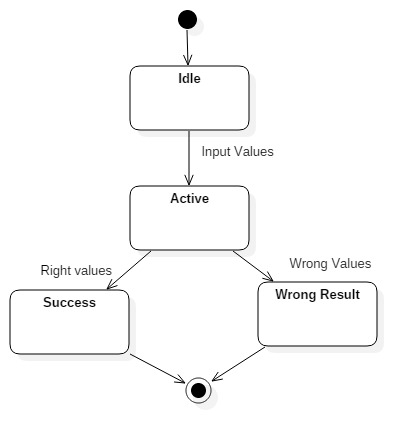 Idle
Input Values
Active
Right values
Wrong Values
Success
Wrong Result